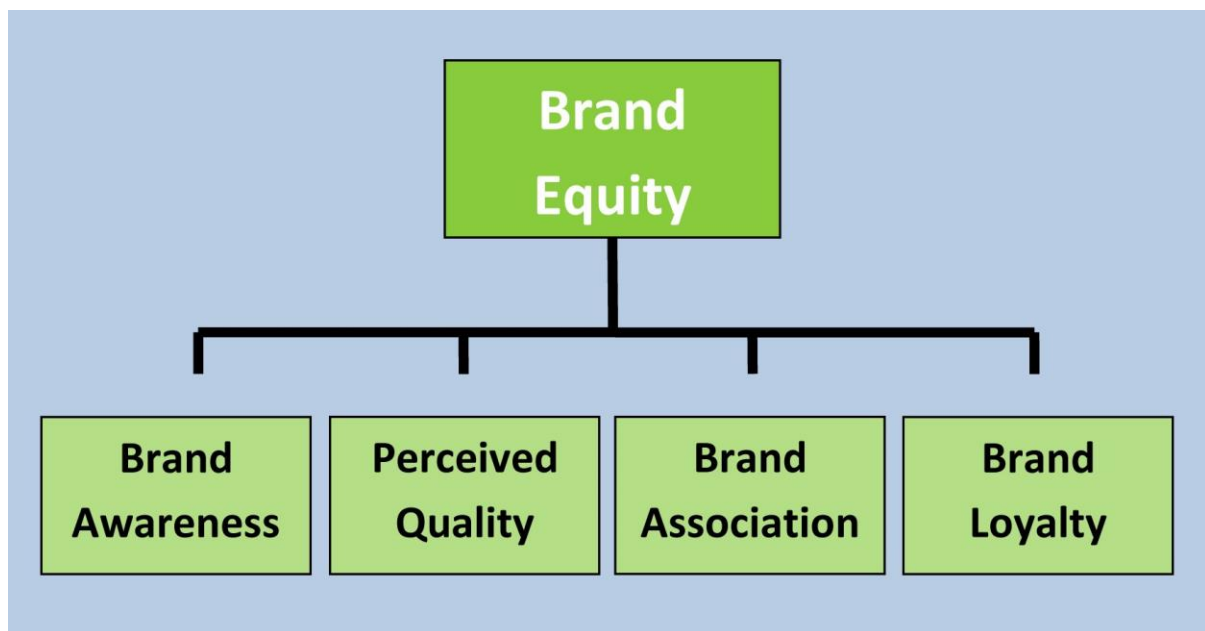 Brand
Equity
Brand
Awareness
Perceived
Quality
Brand
Association
Brand
Loyalty